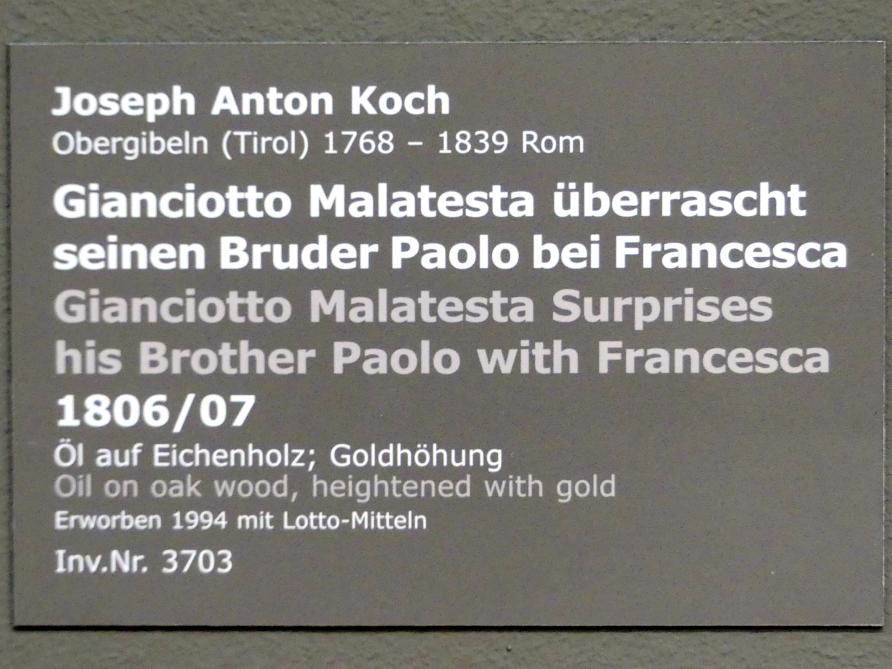 Joseph Anton Koch
Obergibeln (Tirol) 1768 – 1839 Rom
Gianciotto Malatesta überrascht
seinen Bruder Paolo bei Francesca
Gianciotto Malatesta Surprises
his Brother Paolo with Francesca
1806/07
Öl auf Eichenholz; Goldhöhung
Oil on oak wood, heightened with gold
Erworben 1994 mit Lotto-Mitteln
Inv.Nr. 3703